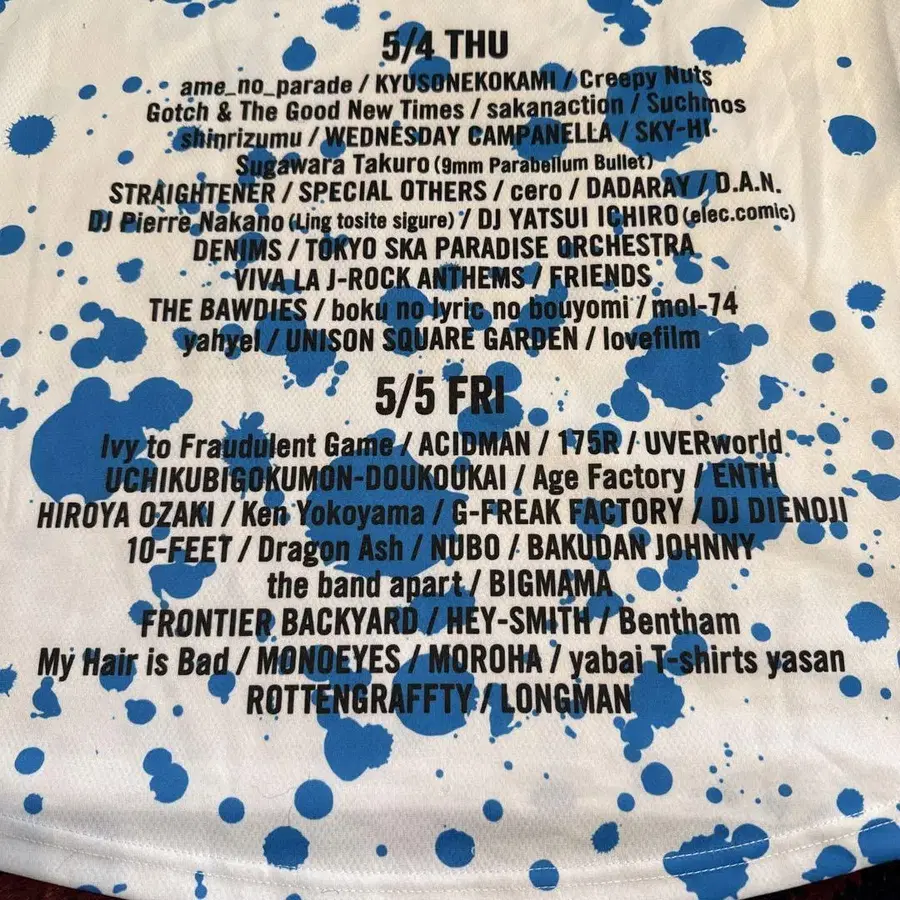 5/4 THU
ame_no_parade / KYUSONEKOKAMI / Creepy Nuts
Gotch & The Good New Times / sakanaction / Suchmos
shinrizumu / WEDNESDAY CAMPANELLA / SKY-HI
Sugawara Takuro (9mm Parabellum Bullet)
STRAIGHTENER / SPECIAL OTHERS / cero / DADARAY / D.A.N.
DJ Pierre Nakano (Ling tosite sigure) / DJ YATSUI ICHIRO (elec.comic)
DENIMS / TOKYO SKA PARADISE ORCHESTRA
VIVA LA J-ROCK ANTHEMS / FRIENDS
THE BAWDIES / boku no lyric no bouyomi / mol-74
yahyel / UNISON SQUARE GARDEN / lovefilm
5/5 FRI
Ivy to Fraudulent Game / ACIDMAN / 175R / UVERworld
UCHIKUBIGOKUMON-DOUKOUKAI / Age Factory / ENTH
HIROYA OZAKI / Ken Yokoyama / G-FREAK FACTORY / DJ DIENOJI
10-FEET / Dragon Ash / NUBO / BAKUDAN JOHNNY
the band apart / BIGMAMA
FRONTIER BACKYARD / HEY-SMITH / Bentham
My Hair is Bad / MONOEYES / MOROHA / yabai T-shirts yasan
ROTTENGRAFFTY / LONGMAN